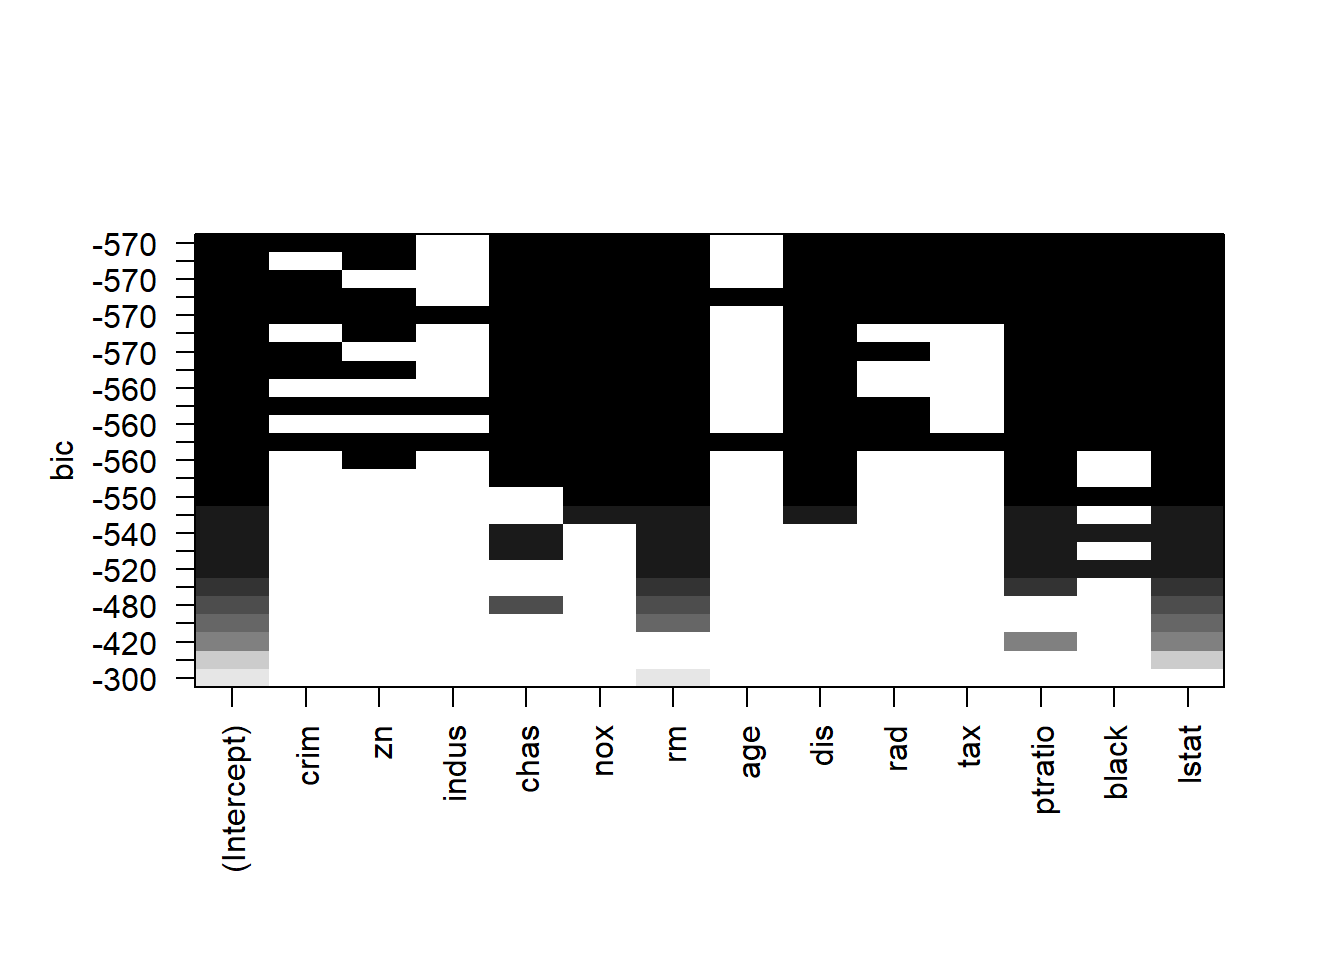 -570
-570
-570
-570
-560
-560
-560
-550
-540
-520
-480
-420
-300
bic
(Intercept)
crim
zn
indus
chas
nox
rm
age
dis
rad
tax
ptratio
black
lstat